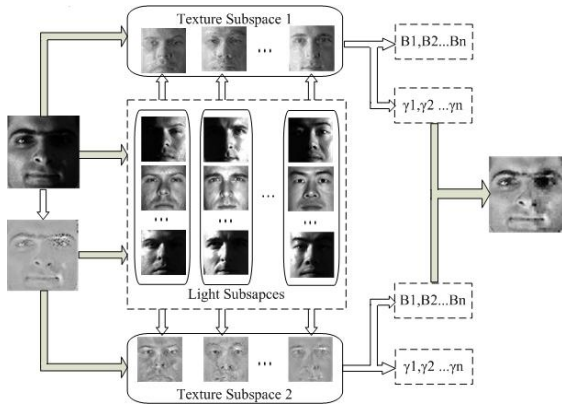 Texture Subspace 1
...
B1,B2...Bn
γ1,γ2 ...γn
...
...
...
...
...
Light Subsapces
B1,B2...Bn
...
γ1,γ2 ...γn
Texture Subspace 2